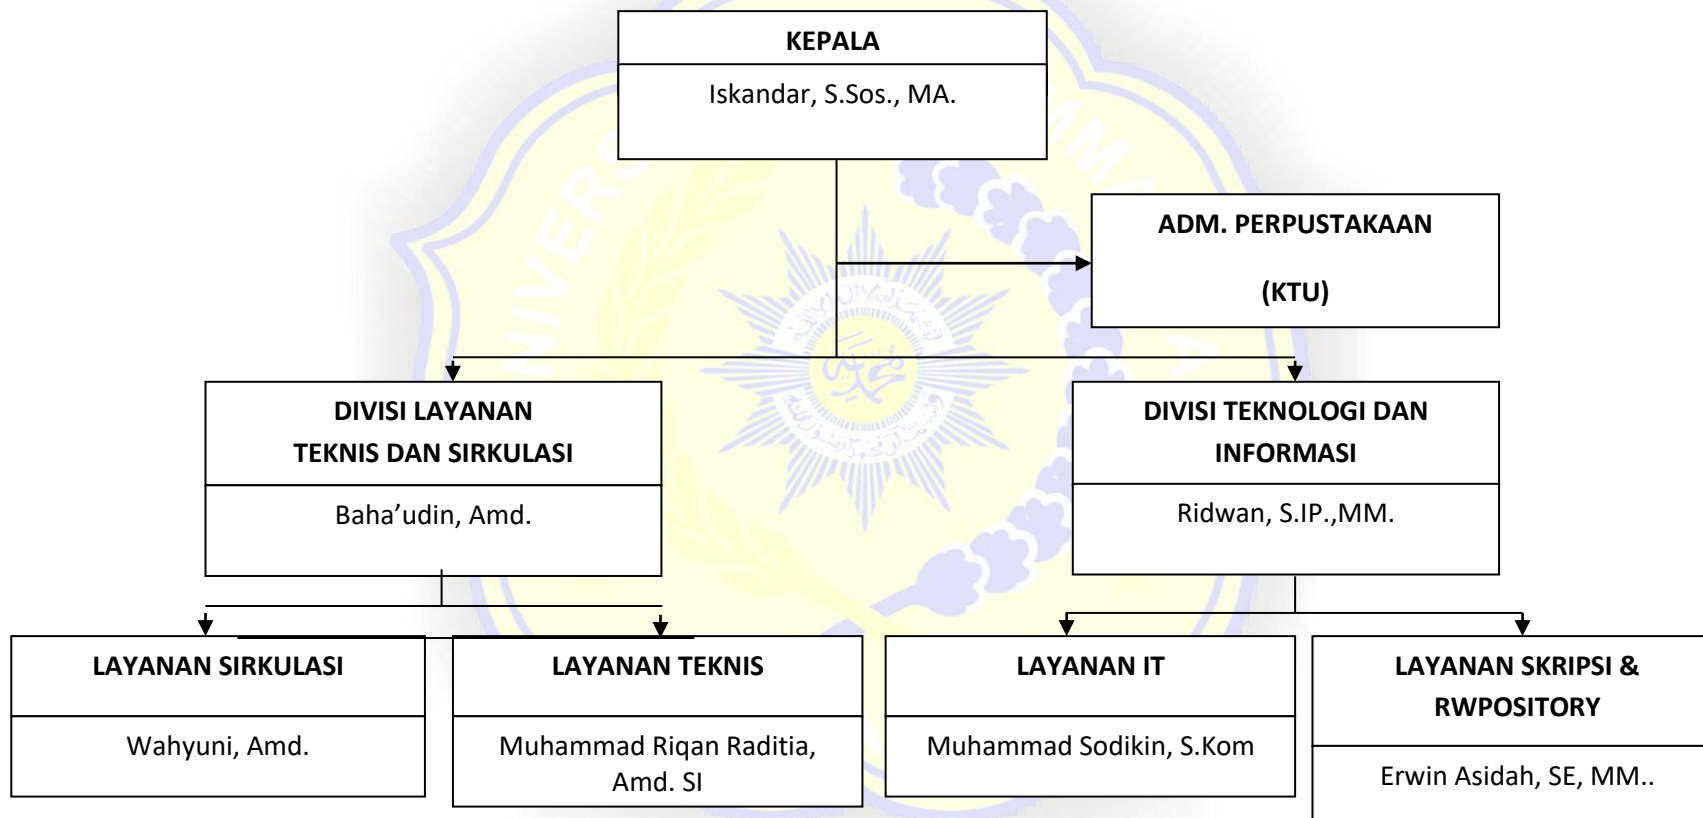 KEPALA
Iskandar, S.Sos., MA.
ADM. PERPUSTAKAAN
(KTU)
DIVISI LAYANAN
TEKNIS DAN SIRKULASI
Baha’udin, Amd.
DIVISI TEKNOLOGI DAN
INFORMASI
Ridwan, S.IP.,MM.
LAYANAN SIRKULASI
Wahyuni, Amd.
LAYANAN TEKNIS
Muhammad Riqan Raditia,
Amd. SI
LAYANAN IT
Muhammad Sodikin, S.Kom
LAYANAN SKRIPSI &
RWPOSITORY
Erwin Asidah, SE, MM..